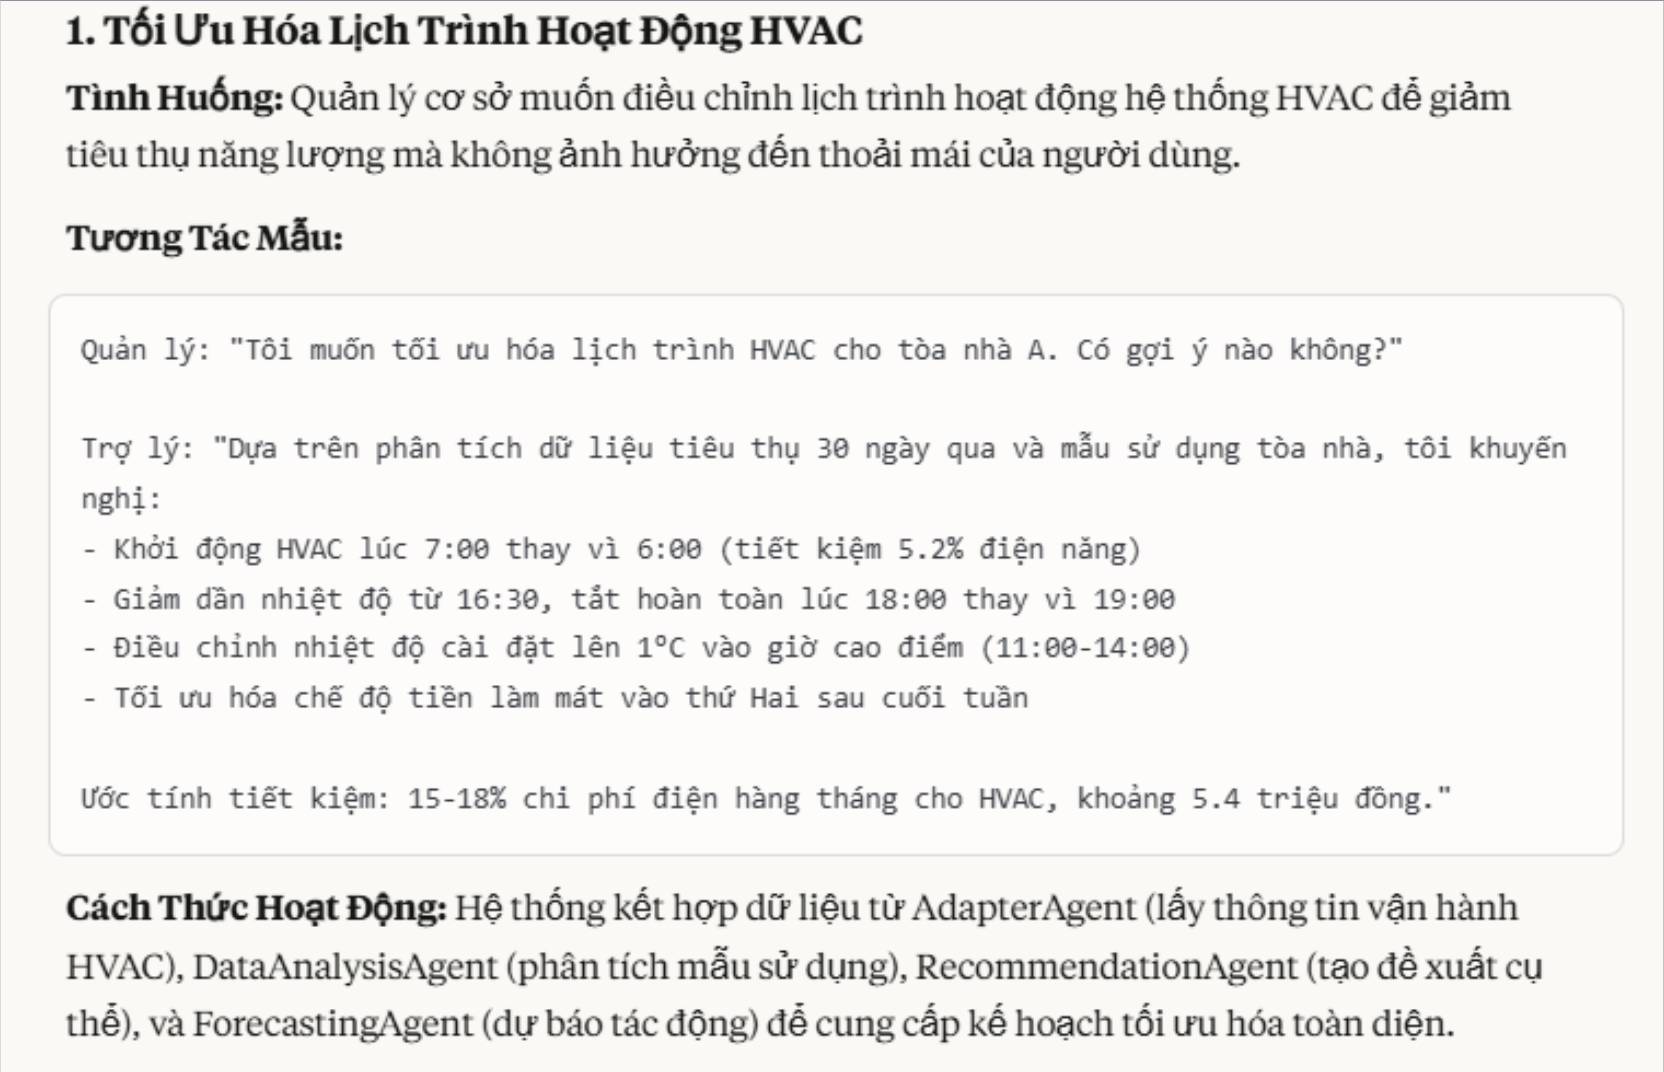 1. Tối Ưu Hóa Lịch Trình Hoạt Động HVAC
Tình Huống: Quản lý cơ sở muốn điều chỉnh lịch trình hoạt động hệ thống HVAC để giảm
tiêu thụ năng lượng mà không ảnh hưởng đến thoải mái của người dùng.
Tương Tác Mẫu:
Quản lý: "Tôi muốn tối ưu hóa lịch trình HVAC cho tòa nhà A. Có gợi ý nào không?"
Trợ lý: "Dựa trên phân tích dữ liệu tiêu thụ 30 ngày qua và mẫu sử dụng tòa nhà, tôi khuyến
nghị:
- Khởi động HVAC lúc 7:00 thay vì 6:00 (tiết kiệm 5.2% điện năng)
- Giảm dần nhiệt độ từ 16:30, tắt hoàn toàn lúc 18:00 thay vì 19:00
- Điều chỉnh nhiệt độ cài đặt lên 1°C vào giờ cao điểm (11:00-14:00)
- Tối ưu hóa chế độ tiền làm mát vào thứ Hai sau cuối tuần
Ước tính tiết kiệm: 15-18% chi phí điện hàng tháng cho HVAC, khoảng 5.4 triệu đồng."
Cách Thức Hoạt Động: Hệ thống kết hợp dữ liệu từ AdapterAgent (lấy thông tin vận hành
HVAC), DataAnalysisAgent (phân tích mẫu sử dụng), RecommendationAgent (tạo đề xuất cụ
thể), và ForecastingAgent (dự báo tác động) để cung cấp kế hoạch tối ưu hóa toàn diện.